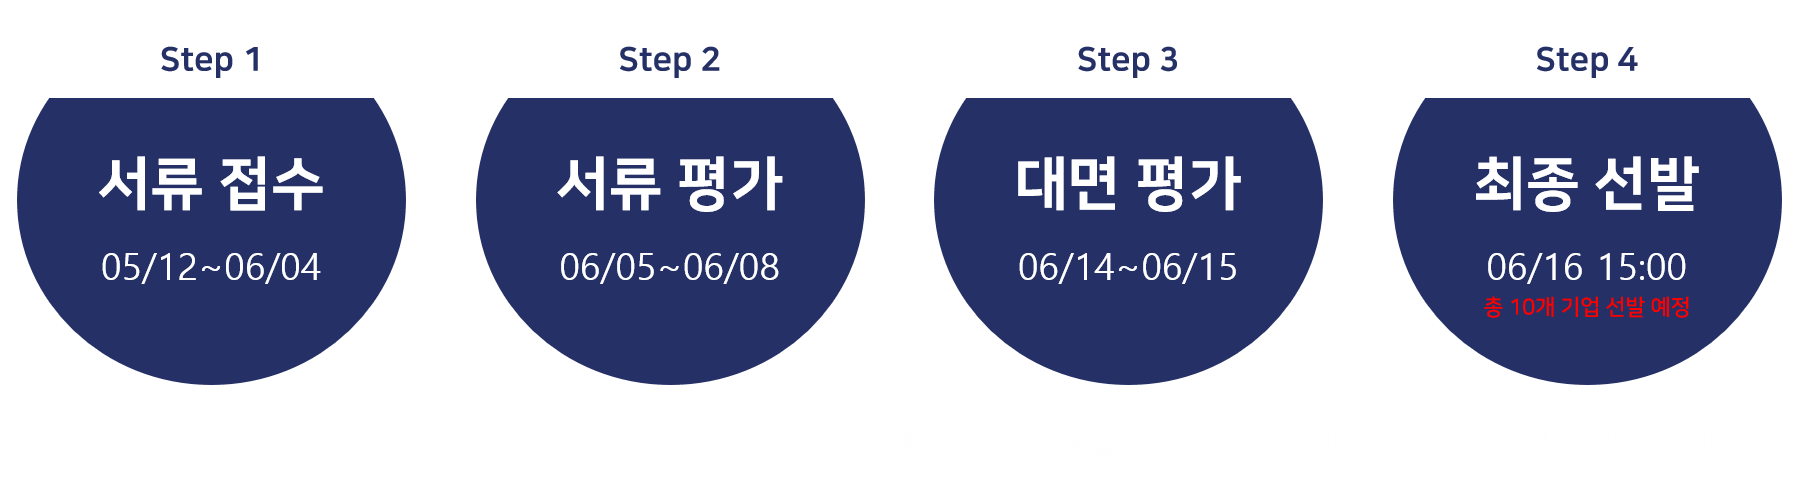 Step 1
서류 접수
05/12~06/04
Step 2
서류 평가
06/05~06/08
Step 3
대면 평가
06/14~06/15
Step 4
최종 선발
06/16 15:00
총 10개 기업 선발 예정